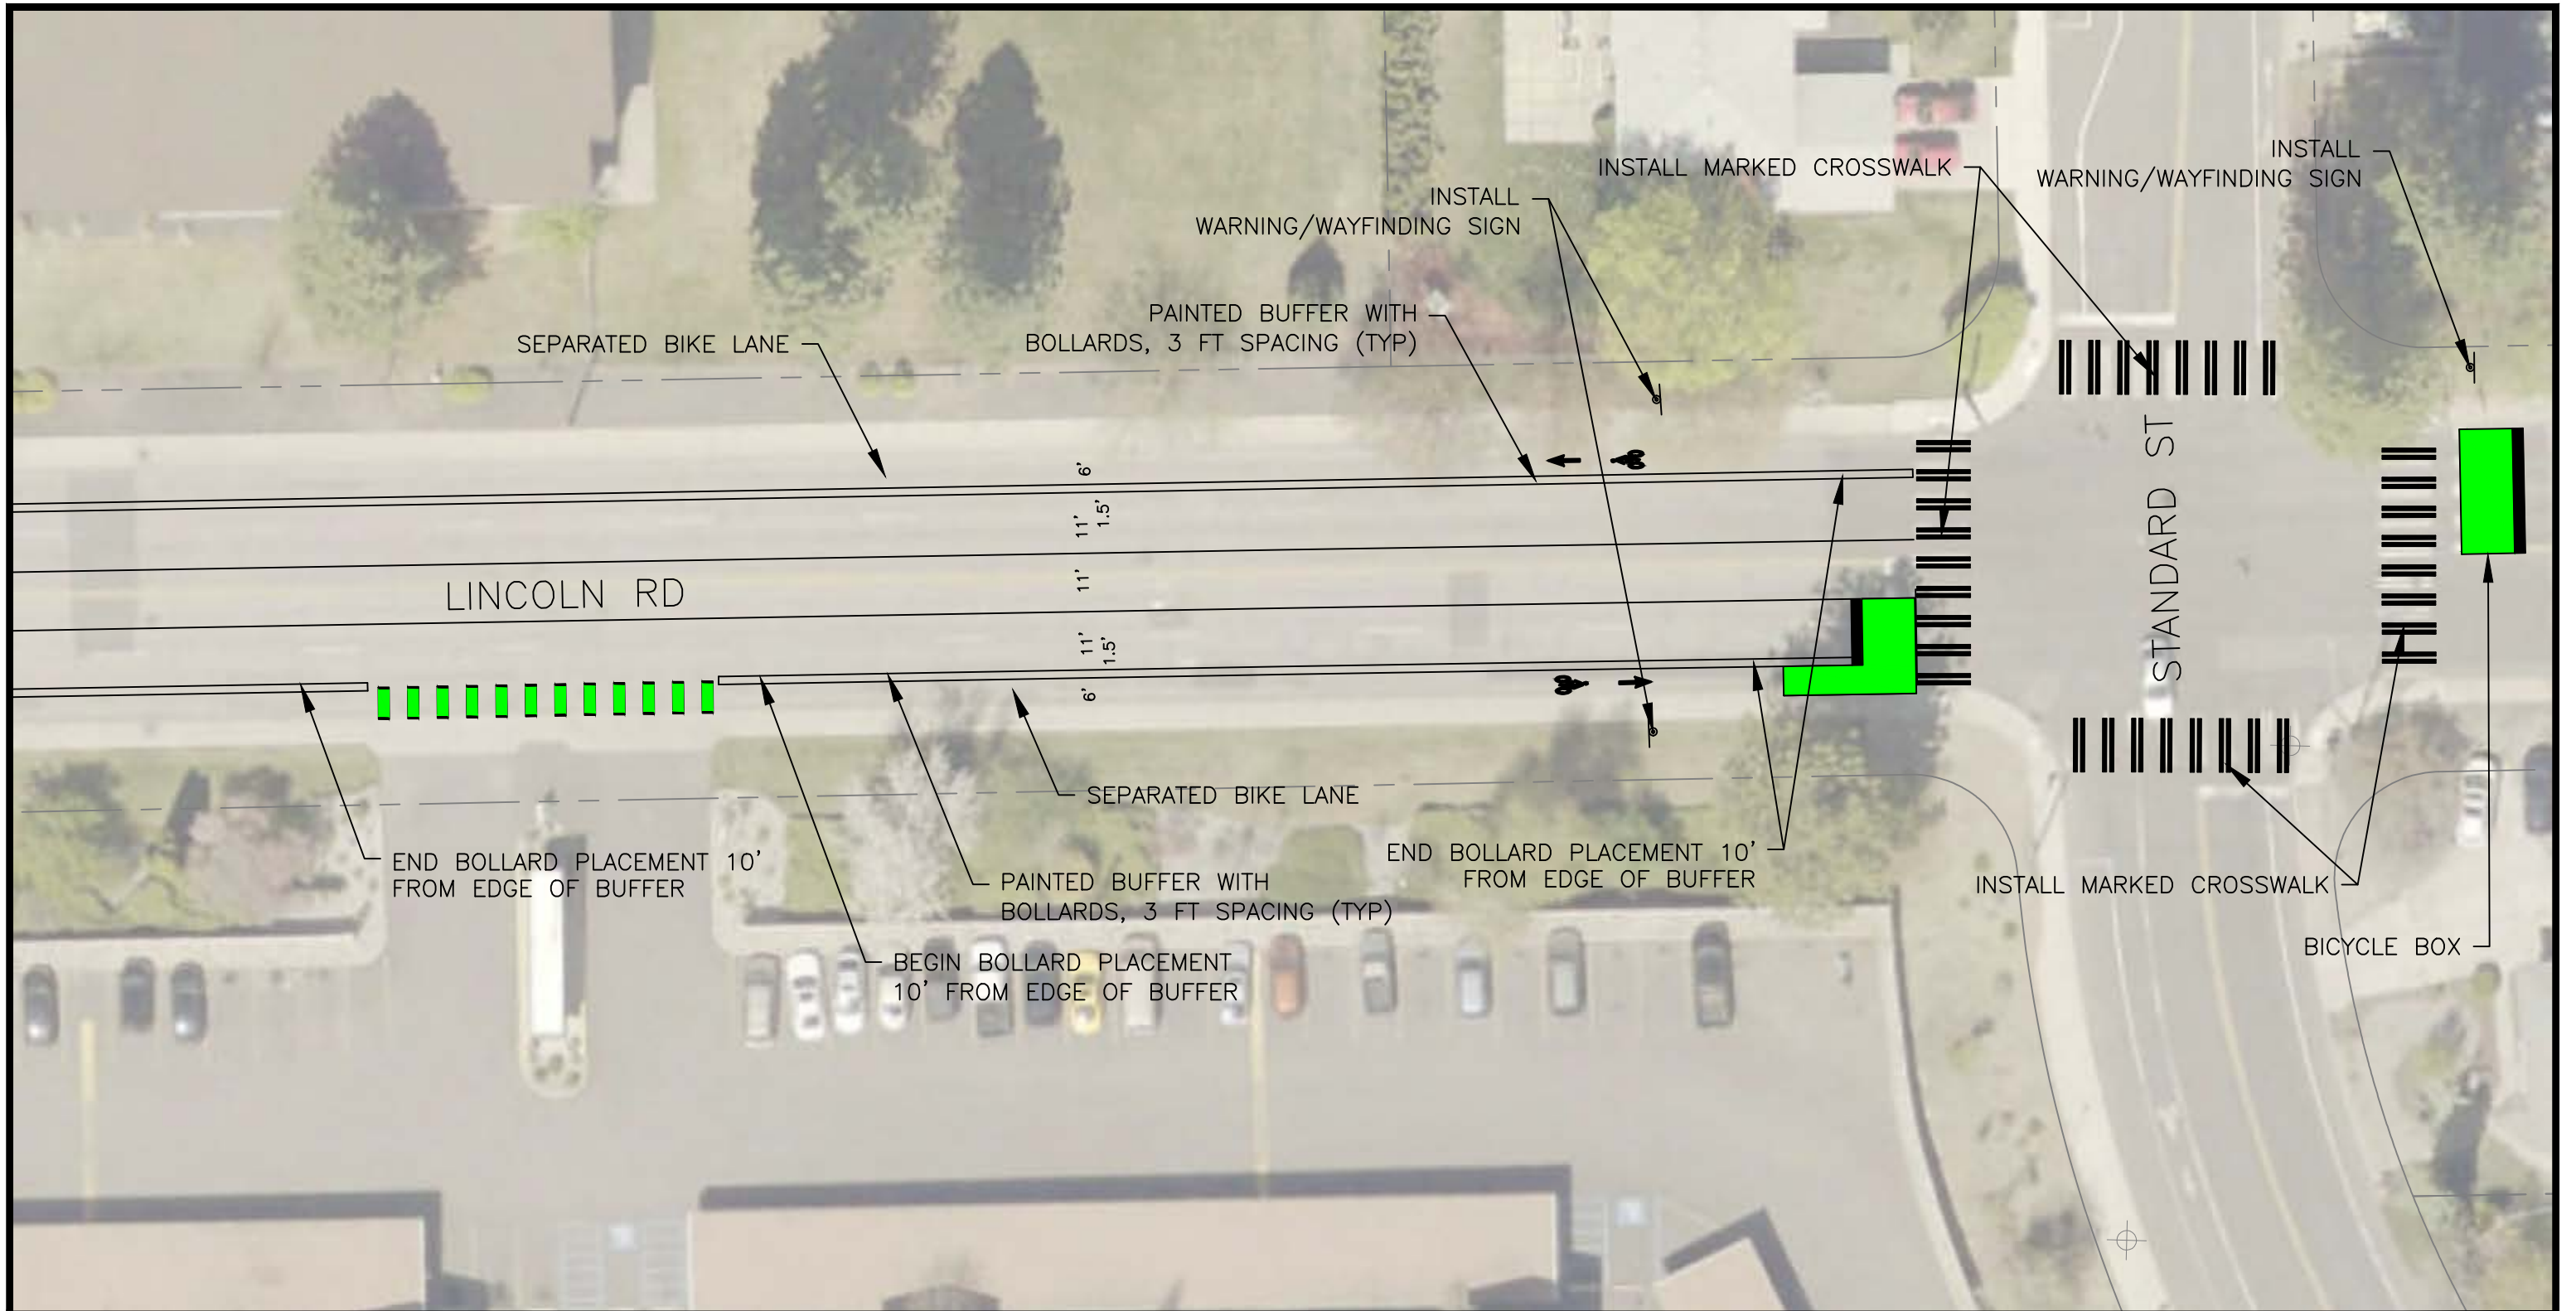 INSTALL MARKED CROSSWALK
INSTALL
WARNING/WAYFINDING SIGN
INSTALL
WARNING/WAYFINDING SIGN
PAINTED BUFFER WITH
BOLLARDS, 3 FT SPACING (TYP)
SEPARATED BIKE LANE
6'
1.5'
11'
11'
11'
1.5'
6'
LINCOLN RD
STANDARD ST
SEPARATED BIKE LANE
END BOLLARD PLACEMENT 10'
FROM EDGE OF BUFFER
PAINTED BUFFER WITH
BOLLARDS, 3 FT SPACING (TYP)
BEGIN BOLLARD PLACEMENT
10' FROM EDGE OF BUFFER
END BOLLARD PLACEMENT 10'
FROM EDGE OF BUFFER
INSTALL MARKED CROSSWALK
BICYCLE BOX